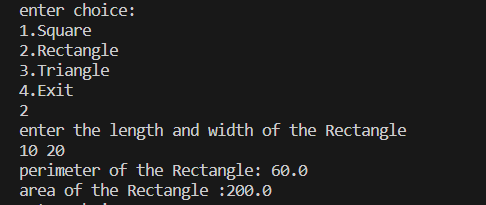 enter choice:
1.Square
2.Rectangle
3.Triangle
4.Exit
2
enter the length and width of the Rectangle
10 20
perimeter of the Rectangle: 60.0
area of the Rectangle :200.0